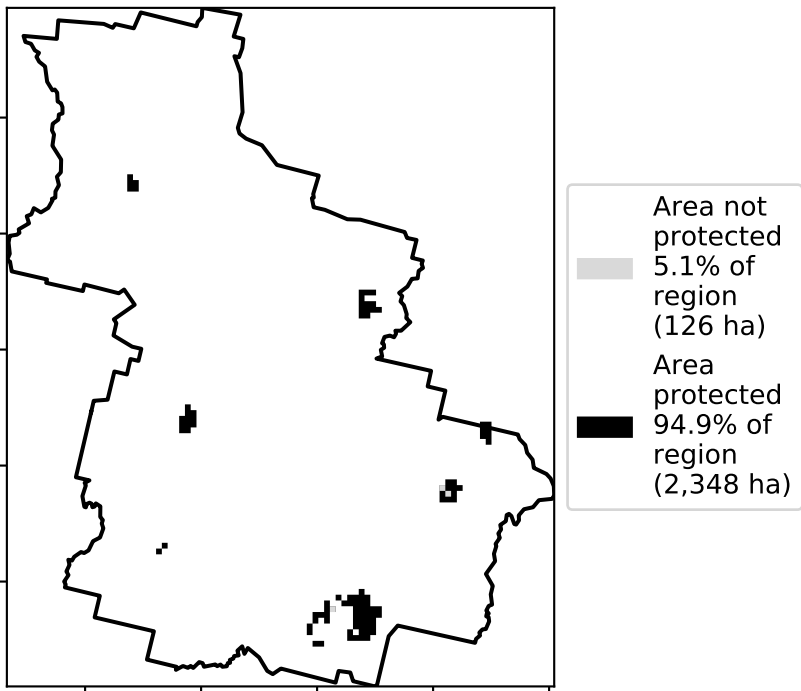 Area not
protected
5.1% of
region
(126 ha)
Area
protected
94.9% of
region
(2,348 ha)